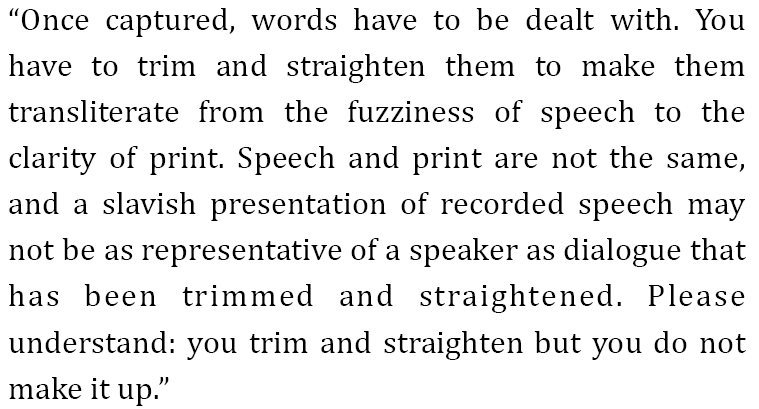 “Once captured, words have to be dealt with. You
have to trim and straighten them to make them
transliterate from the fuzziness of speech to the
clarity of print. Speech and print are not the same,
and a slavish presentation of recorded speech may
not be as representative of a speaker as dialogue that
has been trimmed and straightened. Please
understand: you trim and straighten but you do not
make it up.”